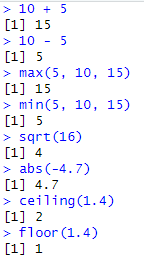 > 10 + 5
[1] 15
> 10 - 5
[1] 5
> max(5, 10, 15)
[1] 15
> min(5, 10, 15)
[1] 5
> sqrt(16)
[1] 4
> abs(-4.7)
[1] 4.7
> ceiling(1.4)
[1] 2
> floor(1.4)
[1] 1